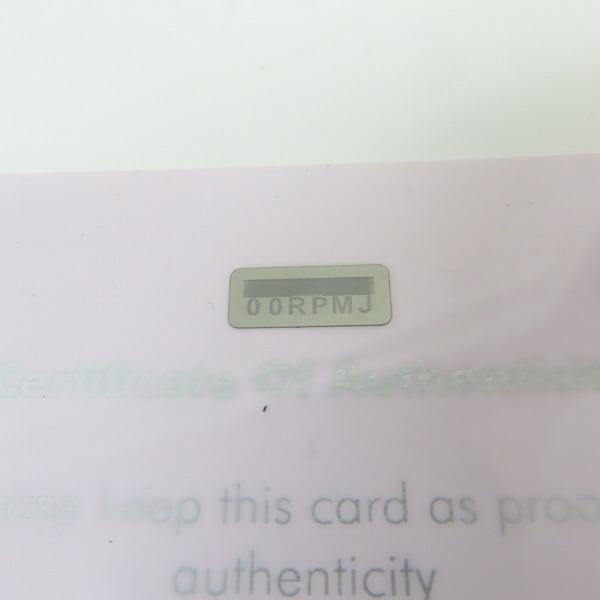 00RPMJ
Certificate Of
keep this card as
authenticity